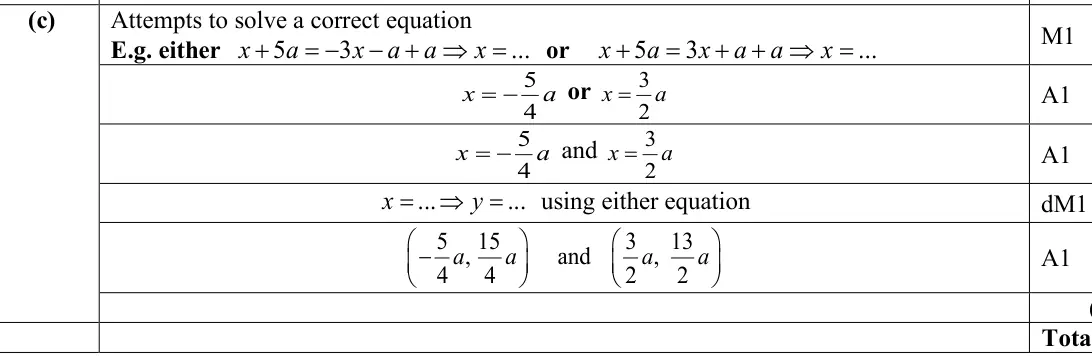 (c) Attempts to solve a correct equation
E.g. either x + 5a = −3x − a + a ⇒ x = ... or x + 5a = 3x + a + a ⇒ x = ... M1
x = −5/4 a or x = 3/2 a A1
x = −5/4 a and x = 3/2 a A1
x = ... ⇒ y = ... using either equation dM1
(−5/4 a, 15/4 a) and (3/2 a, 13/2 a) A1
(
Tota